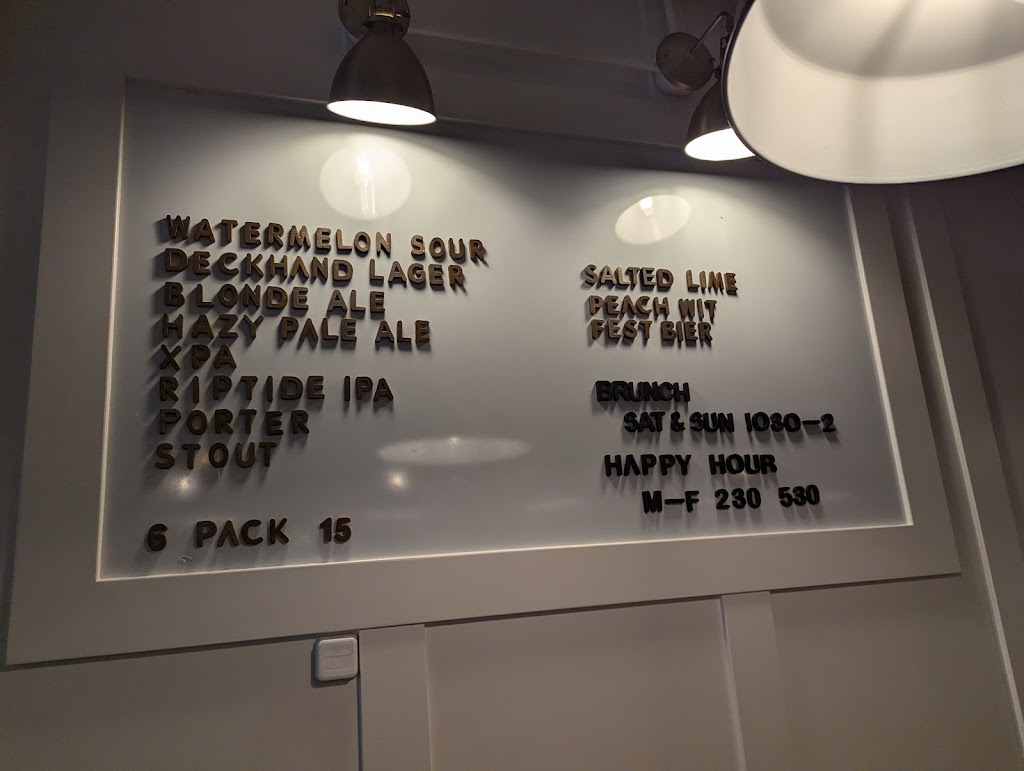 WATERMELON SOUR
DECKHAND LAGER
BLONDE ALE
HAZY PALE ALE
XPA
RIPTIDE IPA
PORTER
STOUT
6 PACK 15
SALTED LIME
PEACH WIT
FEST BIER
BRUNCH
SAT & SUN 1030-2
HAPPY HOUR
M-F 230 530